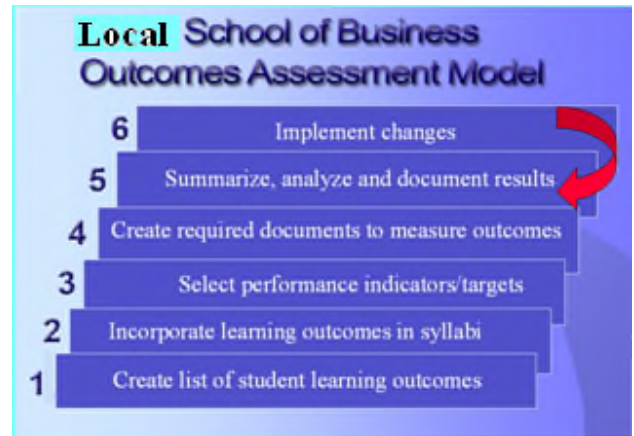 Local School of Business
Outcomes Assessment Model
6 Implement changes
5 Summarize, analyze and document results
4 Create required documents to measure outcomes
3 Select performance indicators/targets
2 Incorporate learning outcomes in syllabi
1 Create list of student learning outcomes